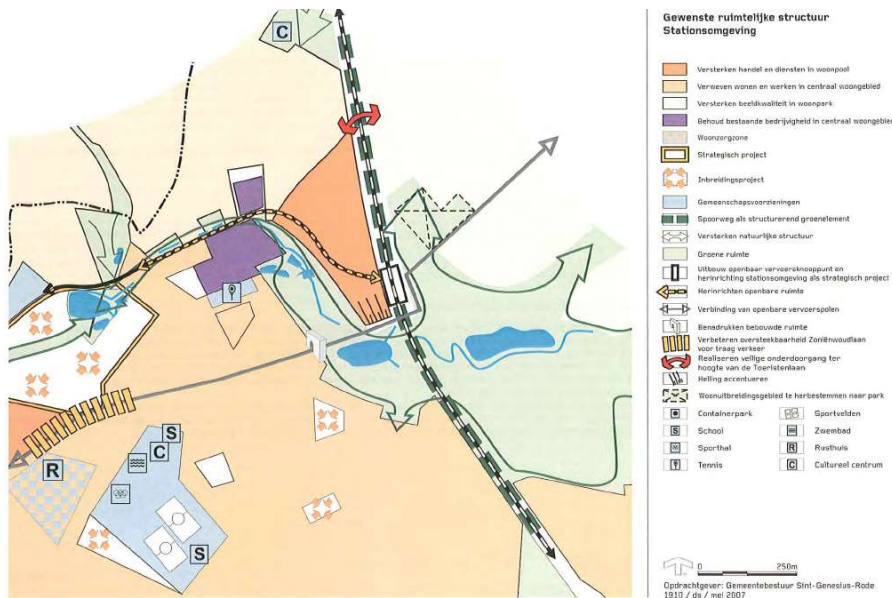 Gewenste ruimtelijke structuur
Stationsomgeving
Versterken handel en diensten in woonpool
Verweven wonen en werken in centraal woongebied
Versterken beeldkwaliteit in woonpark
Behoud bestaande bedrijvigheid in centraal woongebied
Woonzorgzone
Strategisch project
Inbreidingsproject
Gemeenschapsvoorzieningen
Spoorweg als structurerend groenelement
Versterken natuurlijke structuur
Groene ruimte
Uitbouw openbaar vervoersknooppunt en
herinrichting stationsomgeving als strategisch project
Herinrichten openbare ruimte
Verbinding van openbare vervoerspolen
Benadrukken bebouwde ruimte
Verbeteren oversteekbaarheid Zoniënwoudlaan
voor traag verkeer
Realiseren veilige onderdoorgang ter
hoogte van de Toeristenlaan
Helling accentueren
Woonuitbreidingsgebied te herbestemmen naar park
Containerpark
Sportvelden
S School
Zwembad
Sporthal
R Rusthuis
Tennis
C Cultureel centrum
0 250m
Opdrachtgever: Gemeentebestuur Sint-Genesius-Rode
1910 / ds / mei 2007
C
S
C
R
S